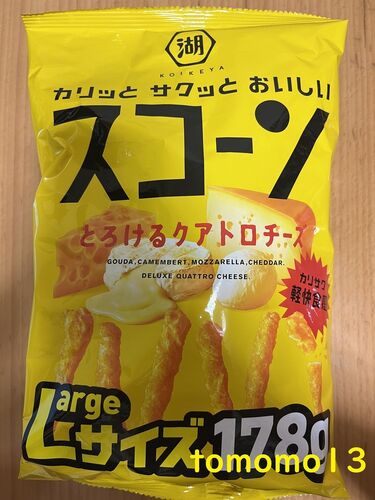 湖
KOIKEYA
カリッと サクッと おいしい
スコーン
とろけるクアトロチーズ
GOUDA, CAMEMBERT, MOZZARELLA, CHEDDAR.
DELUXE QUATTRO CHEESE.
カリサク
軽快食感
Large
Lサイズ 178g
tomomo13